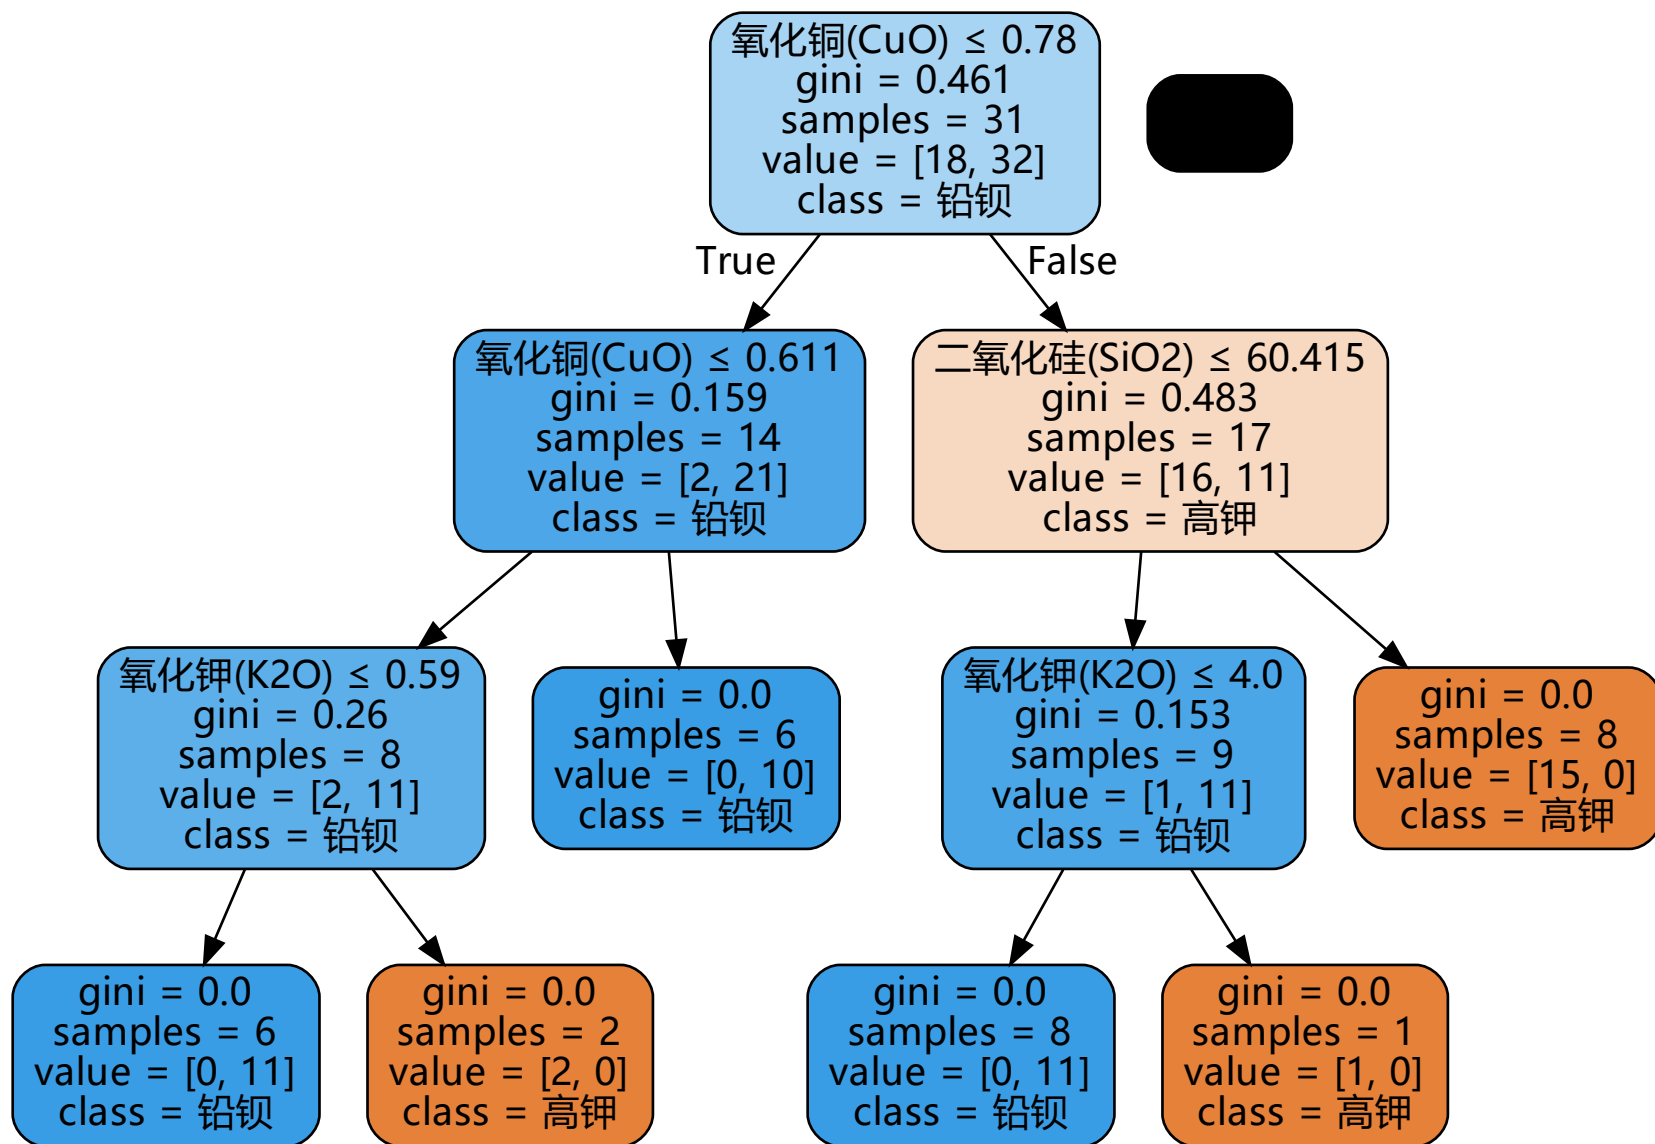 氧化铜(CuO) ≤ 0.78
gini = 0.461
samples = 31
value = [18, 32]
class = 铅钡
True
False
氧化铜(CuO) ≤ 0.611
gini = 0.159
samples = 14
value = [2, 21]
class = 铅钡
二氧化硅(SiO2) ≤ 60.415
gini = 0.483
samples = 17
value = [16, 11]
class = 高钾
氧化钾(K2O) ≤ 0.59
gini = 0.26
samples = 8
value = [2, 11]
class = 铅钡
gini = 0.0
samples = 6
value = [0, 10]
class = 铅钡
氧化钾(K2O) ≤ 4.0
gini = 0.153
samples = 9
value = [1, 11]
class = 铅钡
gini = 0.0
samples = 8
value = [15, 0]
class = 高钾
gini = 0.0
samples = 6
value = [0, 11]
class = 铅钡
gini = 0.0
samples = 2
value = [2, 0]
class = 高钾
gini = 0.0
samples = 8
value = [0, 11]
class = 铅钡
gini = 0.0
samples = 1
value = [1, 0]
class = 高钾